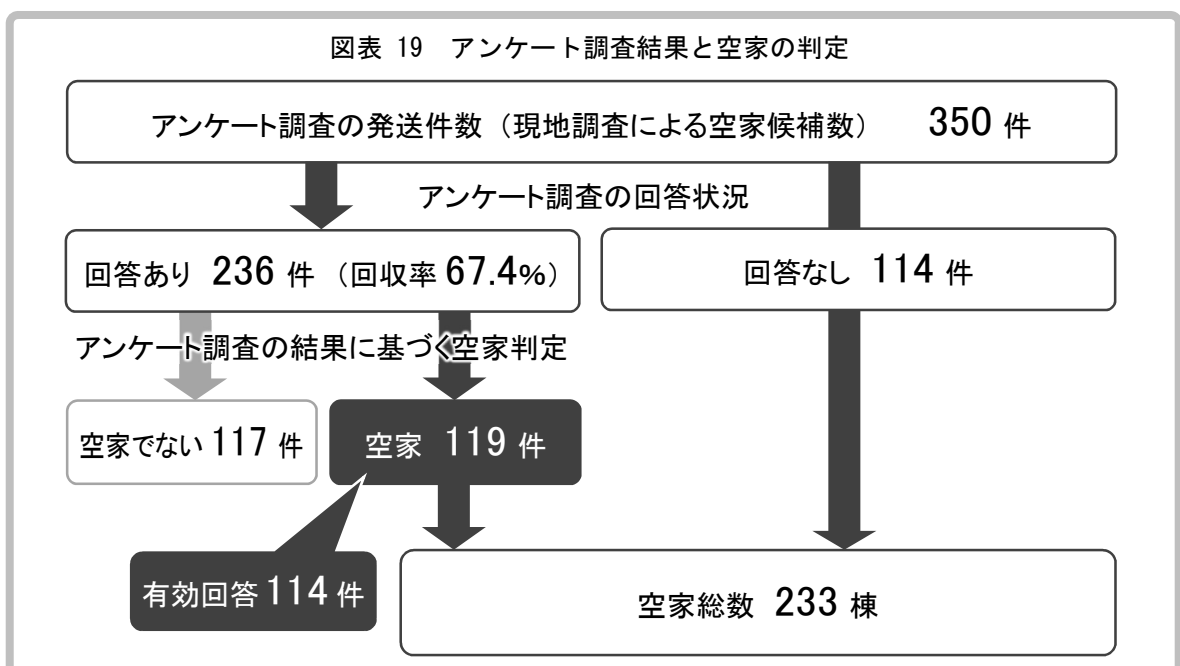 図表 19 アンケート調査結果と空家の判定
アンケート調査の発送件数（現地調査による空家候補数） 350 件
アンケート調査の回答状況
回答あり 236 件（回収率 67.4%）
回答なし 114 件
アンケート調査の結果に基づく空家判定
空家でない 117 件
空家 119 件
有効回答 114 件
空家総数 233 棟